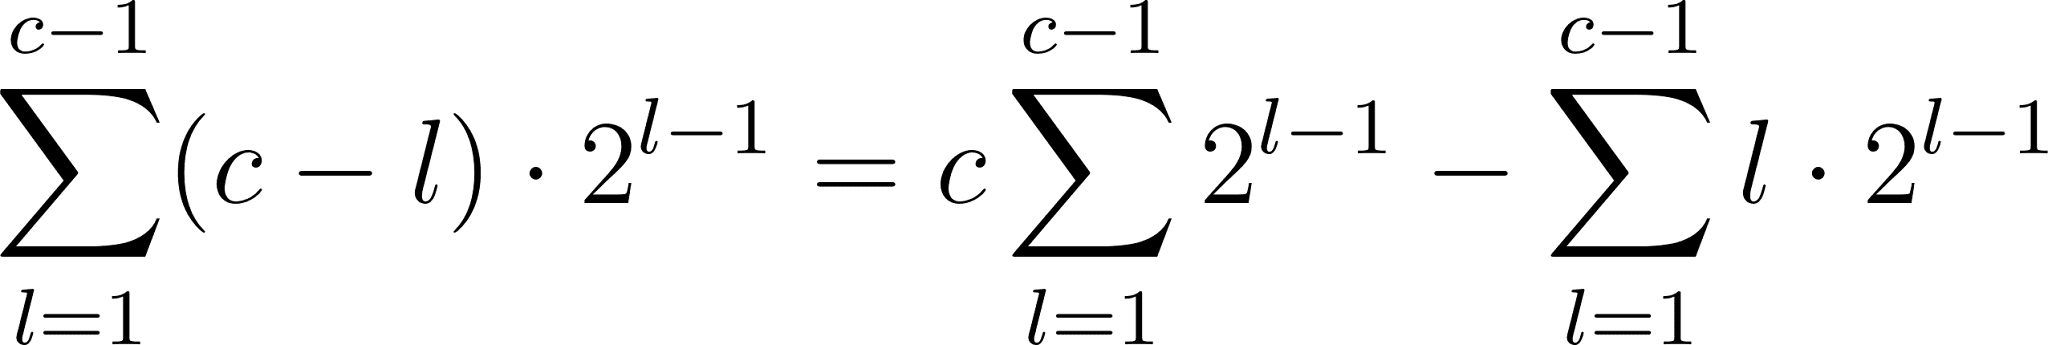 \sum_{l=1}^{c-1} (c - l) \cdot 2^{l-1} = c \sum_{l=1}^{c-1} 2^{l-1} - \sum_{l=1}^{c-1} l \cdot 2^{l-1}